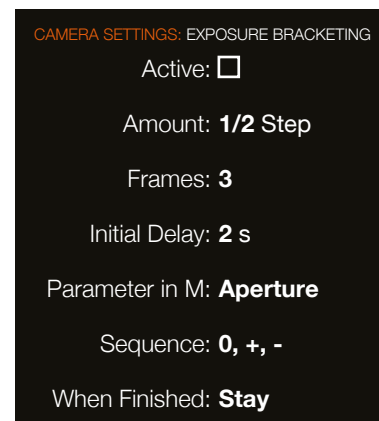 CAMERA SETTINGS: EXPOSURE BRACKETING
Active:
Amount: 1/2 Step
Frames: 3
Initial Delay: 2 s
Parameter in M: Aperture
Sequence: 0, +, -
When Finished: Stay